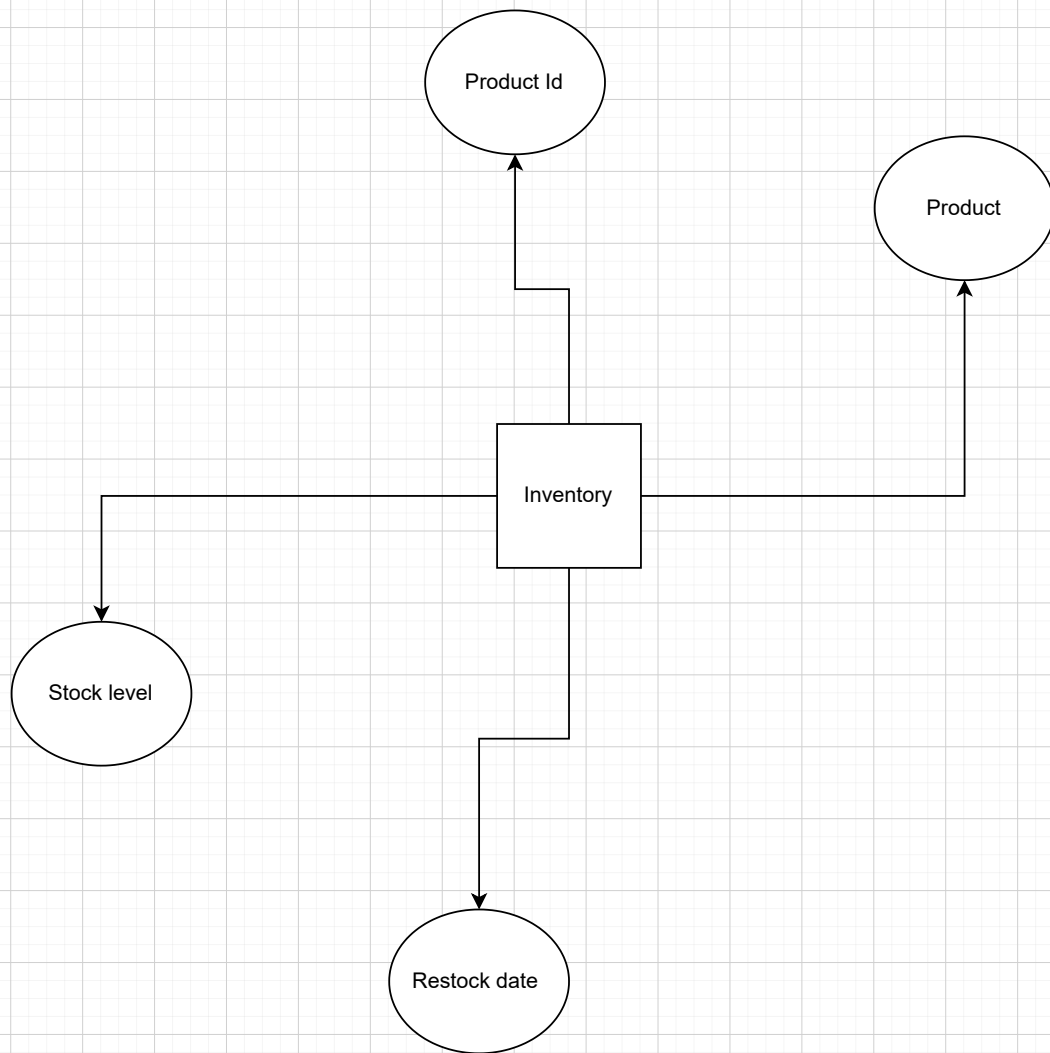 Product Id
Product
Inventory
Stock level
Restock date